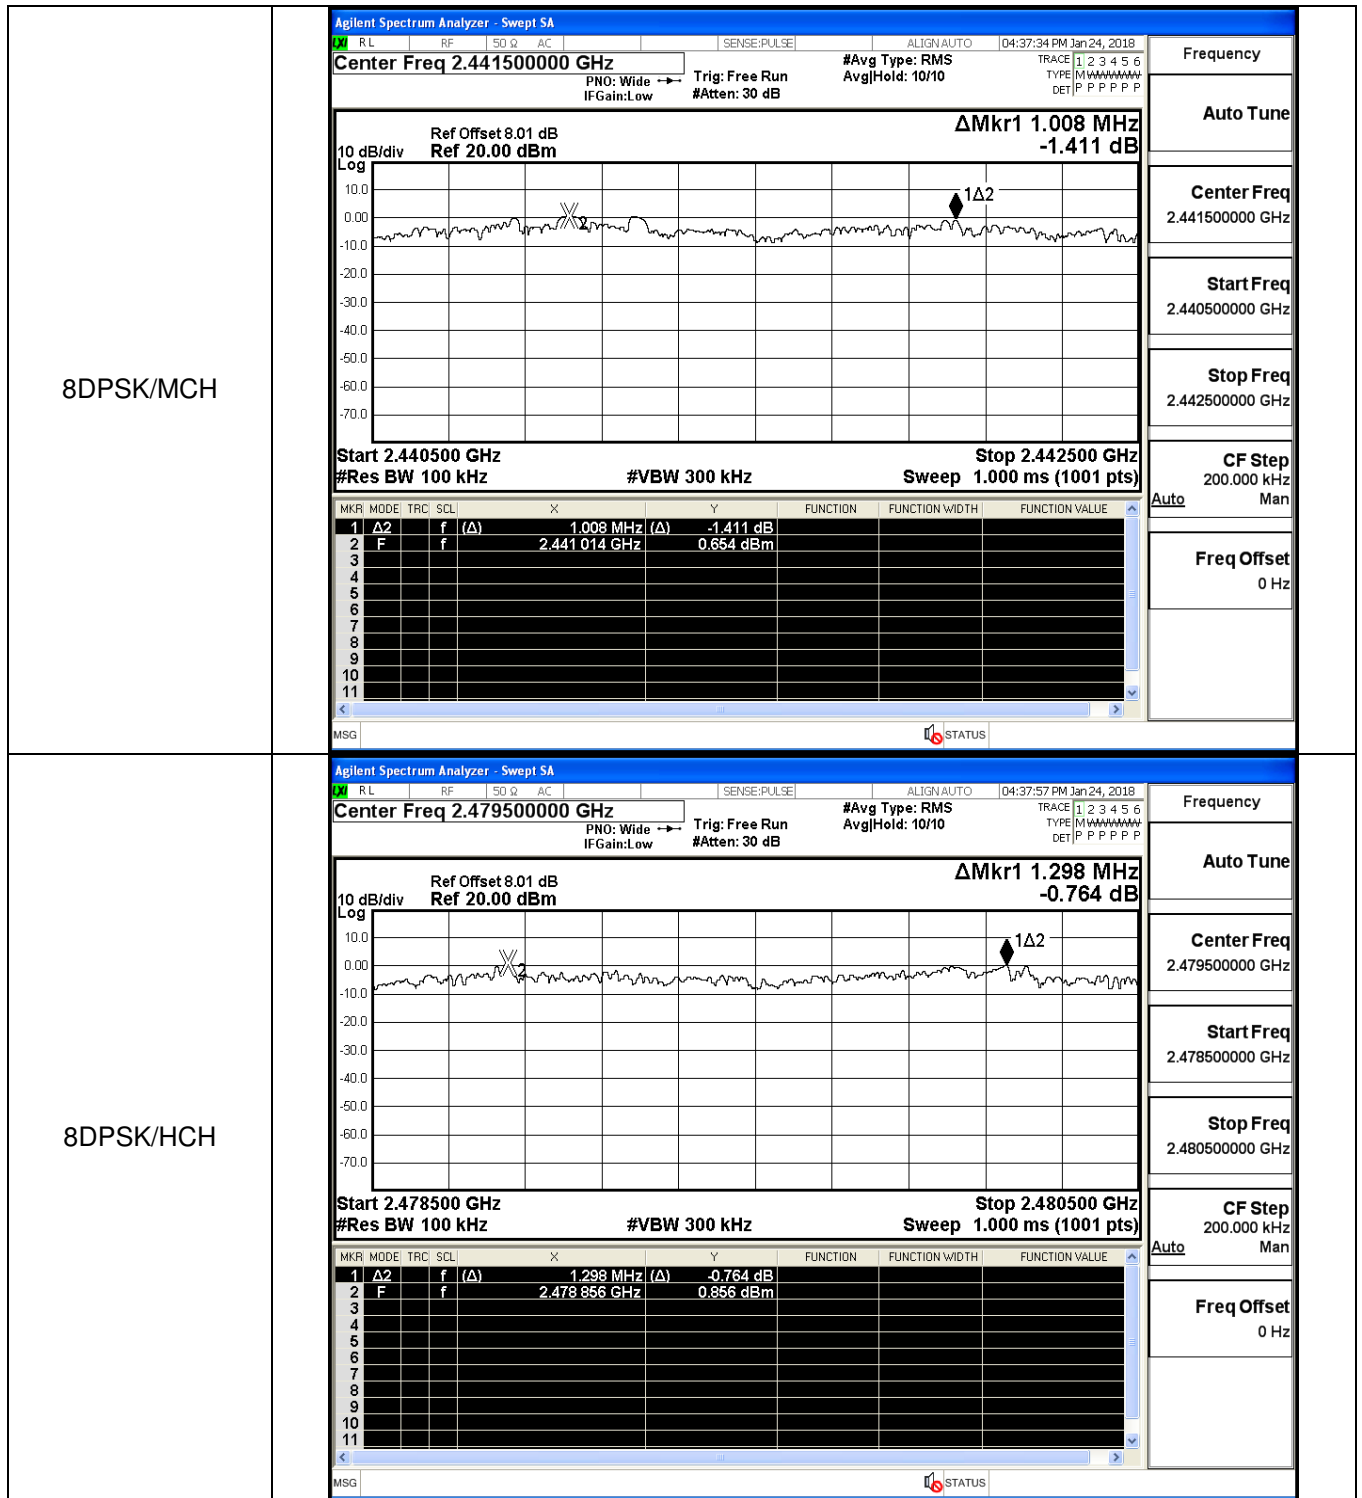 8DPSK/MCH
Agilent Spectrum Analyzer - Swept SA
LXI RL RF 50 Ω AC SENSE:PULSE ALIGN AUTO 04:37:34 PM Jan 24, 2018
Center Freq 2.441500000 GHz #Avg Type: RMS TRACE 1 2 3 4 5 6
PNO: Wide Trig: Free Run Avg|Hold: 10/10 TYPE M WWWWW
IFGain:Low #Atten: 30 dB DET P P P P P P
ΔMkr1 1.008 MHz
Ref Offset 8.01 dB
10 dB/div Ref 20.00 dBm -1.411 dB
Log
10.0
1Δ2
0.00
2
-10.0
-20.0
-30.0
-40.0
-50.0
-60.0
-70.0
Start 2.440500 GHz Stop 2.442500 GHz
#Res BW 100 kHz #VBW 300 kHz Sweep 1.000 ms (1001 pts)
MKR MODE TRC SCL X Y FUNCTION FUNCTION WIDTH FUNCTION VALUE
1 Δ2 f (Δ) 1.008 MHz (Δ) -1.411 dB
2 F f 2.441 014 GHz 0.654 dBm
3
4
5
6
7
8
9
10
11
MSG STATUS
Frequency
Auto Tune
Center Freq
2.441500000 GHz
Start Freq
2.440500000 GHz
Stop Freq
2.442500000 GHz
CF Step
200.000 kHz
Auto Man
Freq Offset
0 Hz
8DPSK/HCH
Agilent Spectrum Analyzer - Swept SA
LXI RL RF 50 Ω AC SENSE:PULSE ALIGN AUTO 04:37:57 PM Jan 24, 2018
Center Freq 2.479500000 GHz #Avg Type: RMS TRACE 1 2 3 4 5 6
PNO: Wide Trig: Free Run Avg|Hold: 10/10 TYPE M WWWWW
IFGain:Low #Atten: 30 dB DET P P P P P P
ΔMkr1 1.298 MHz
Ref Offset 8.01 dB
10 dB/div Ref 20.00 dBm -0.764 dB
Log
10.0
1Δ2
0.00
2
-10.0
-20.0
-30.0
-40.0
-50.0
-60.0
-70.0
Start 2.478500 GHz Stop 2.480500 GHz
#Res BW 100 kHz #VBW 300 kHz Sweep 1.000 ms (1001 pts)
MKR MODE TRC SCL X Y FUNCTION FUNCTION WIDTH FUNCTION VALUE
1 Δ2 f (Δ) 1.298 MHz (Δ) -0.764 dB
2 F f 2.478 856 GHz 0.856 dBm
3
4
5
6
7
8
9
10
11
MSG STATUS
Frequency
Auto Tune
Center Freq
2.479500000 GHz
Start Freq
2.478500000 GHz
Stop Freq
2.480500000 GHz
CF Step
200.000 kHz
Auto Man
Freq Offset
0 Hz